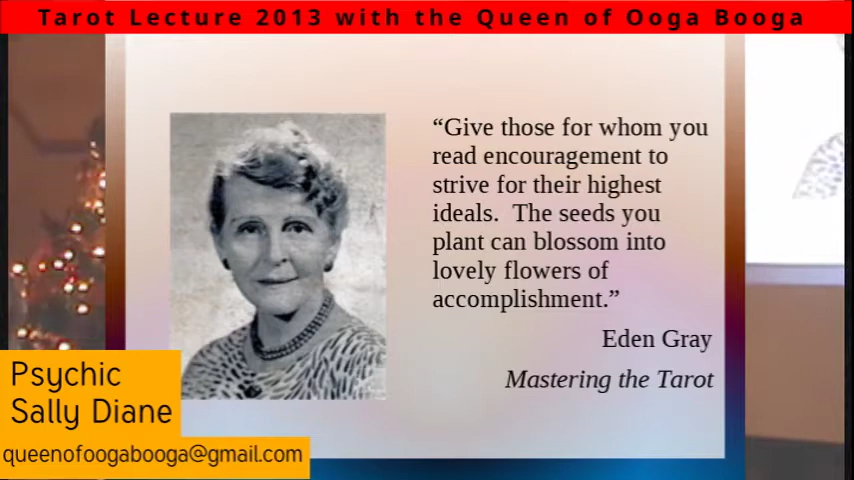 Tarot Lecture 2013 with the Queen of Ooga Booga
“Give those for whom you
read encouragement to
strive for their highest
ideals.  The seeds you
plant can blossom into
lovely flowers of
accomplishment.”
Eden Gray
Mastering the Tarot
Psychic
Sally Diane
queenofoogabooga@gmail.com